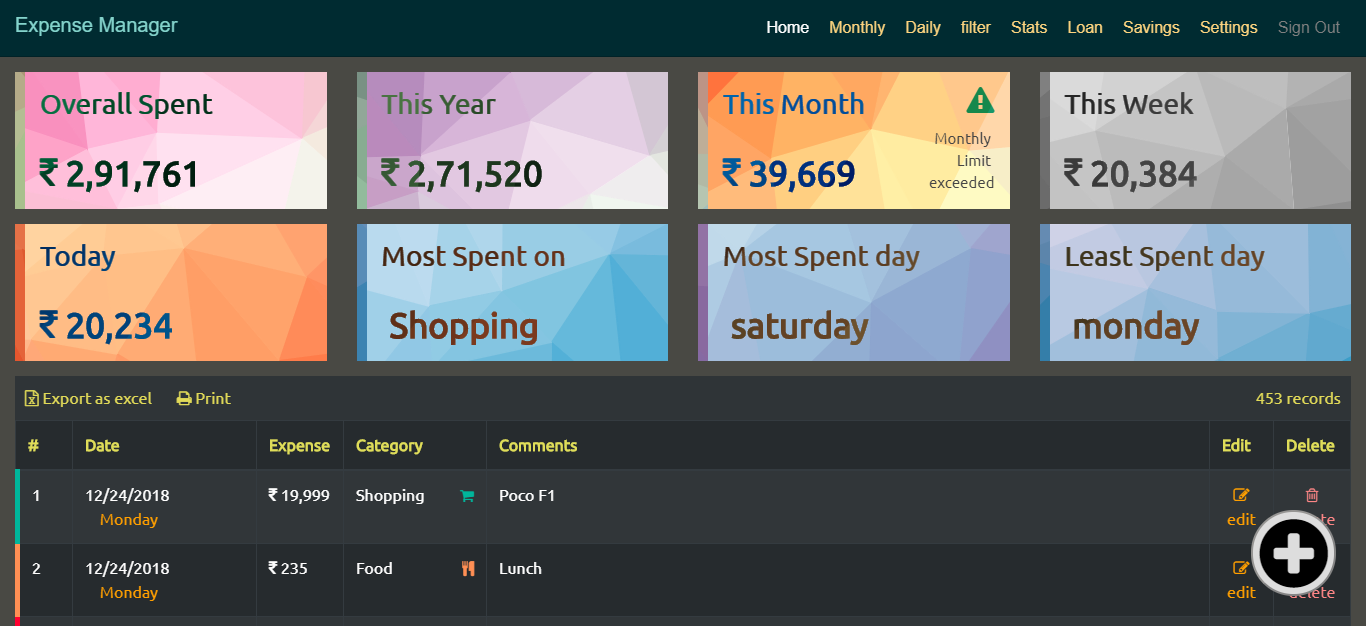 Expense Manager
Home Monthly Daily filter Stats Loan Savings Settings Sign Out
Overall Spent
₹ 2,91,761
This Year
₹ 2,71,520
This Month
₹ 39,669
Monthly
Limit
exceeded
This Week
₹ 20,384
Today
₹ 20,234
Most Spent on
Shopping
Most Spent day
saturday
Least Spent day
monday
Export as excel Print 453 records
# Date Expense Category Comments Edit Delete
1 12/24/2018 ₹ 19,999 Shopping Poco F1
Monday edit te
2 12/24/2018 ₹ 235 Food Lunch
Monday edit delete